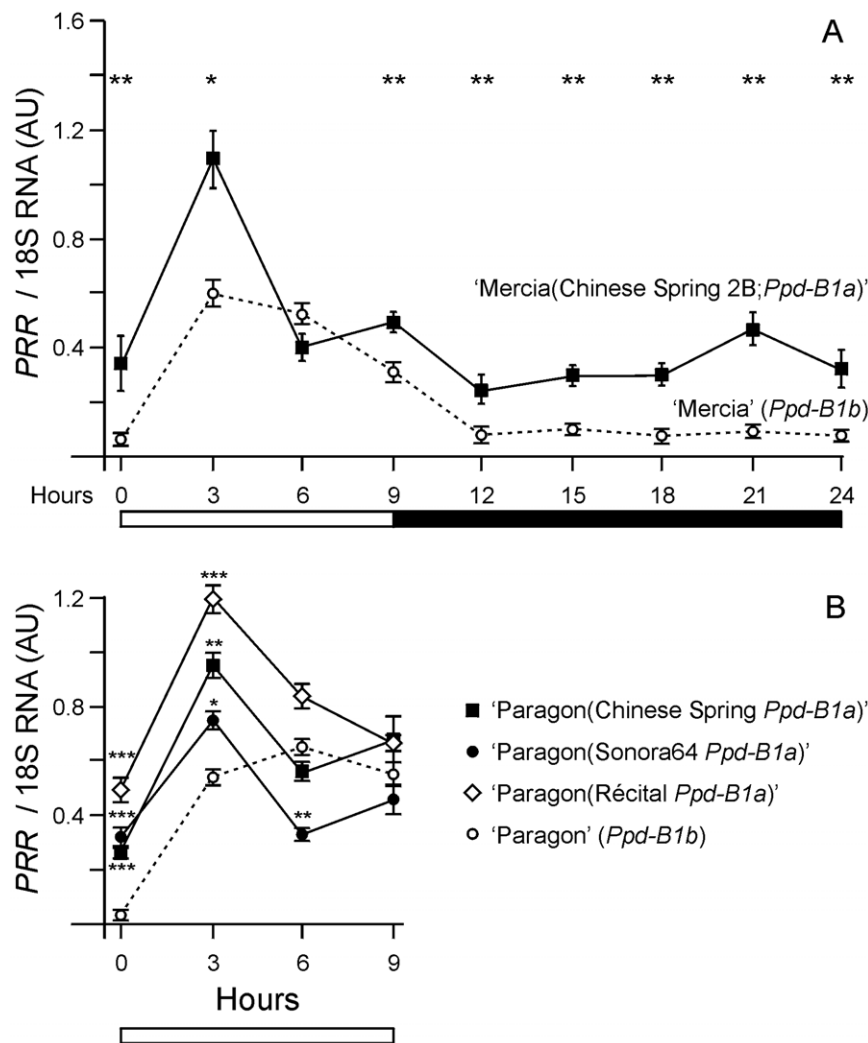 A
1.6
** * ** ** ** ** ** **
1.2
PRR / 18S RNA (AU)
0.8
'Mercia(Chinese Spring 2B;Ppd-B1a)'
0.4
'Mercia' (Ppd-B1b)
Hours 0 3 6 9 12 15 18 21 24
B
1.2
***
**
PRR / 18S RNA (AU)
0.8
*
'Paragon(Chinese Spring Ppd-B1a)'
'Paragon(Sonora64 Ppd-B1a)'
***
'Paragon(Récital Ppd-B1a)'
0.4
*** **
'Paragon' (Ppd-B1b)
***
0 3 6 9
Hours